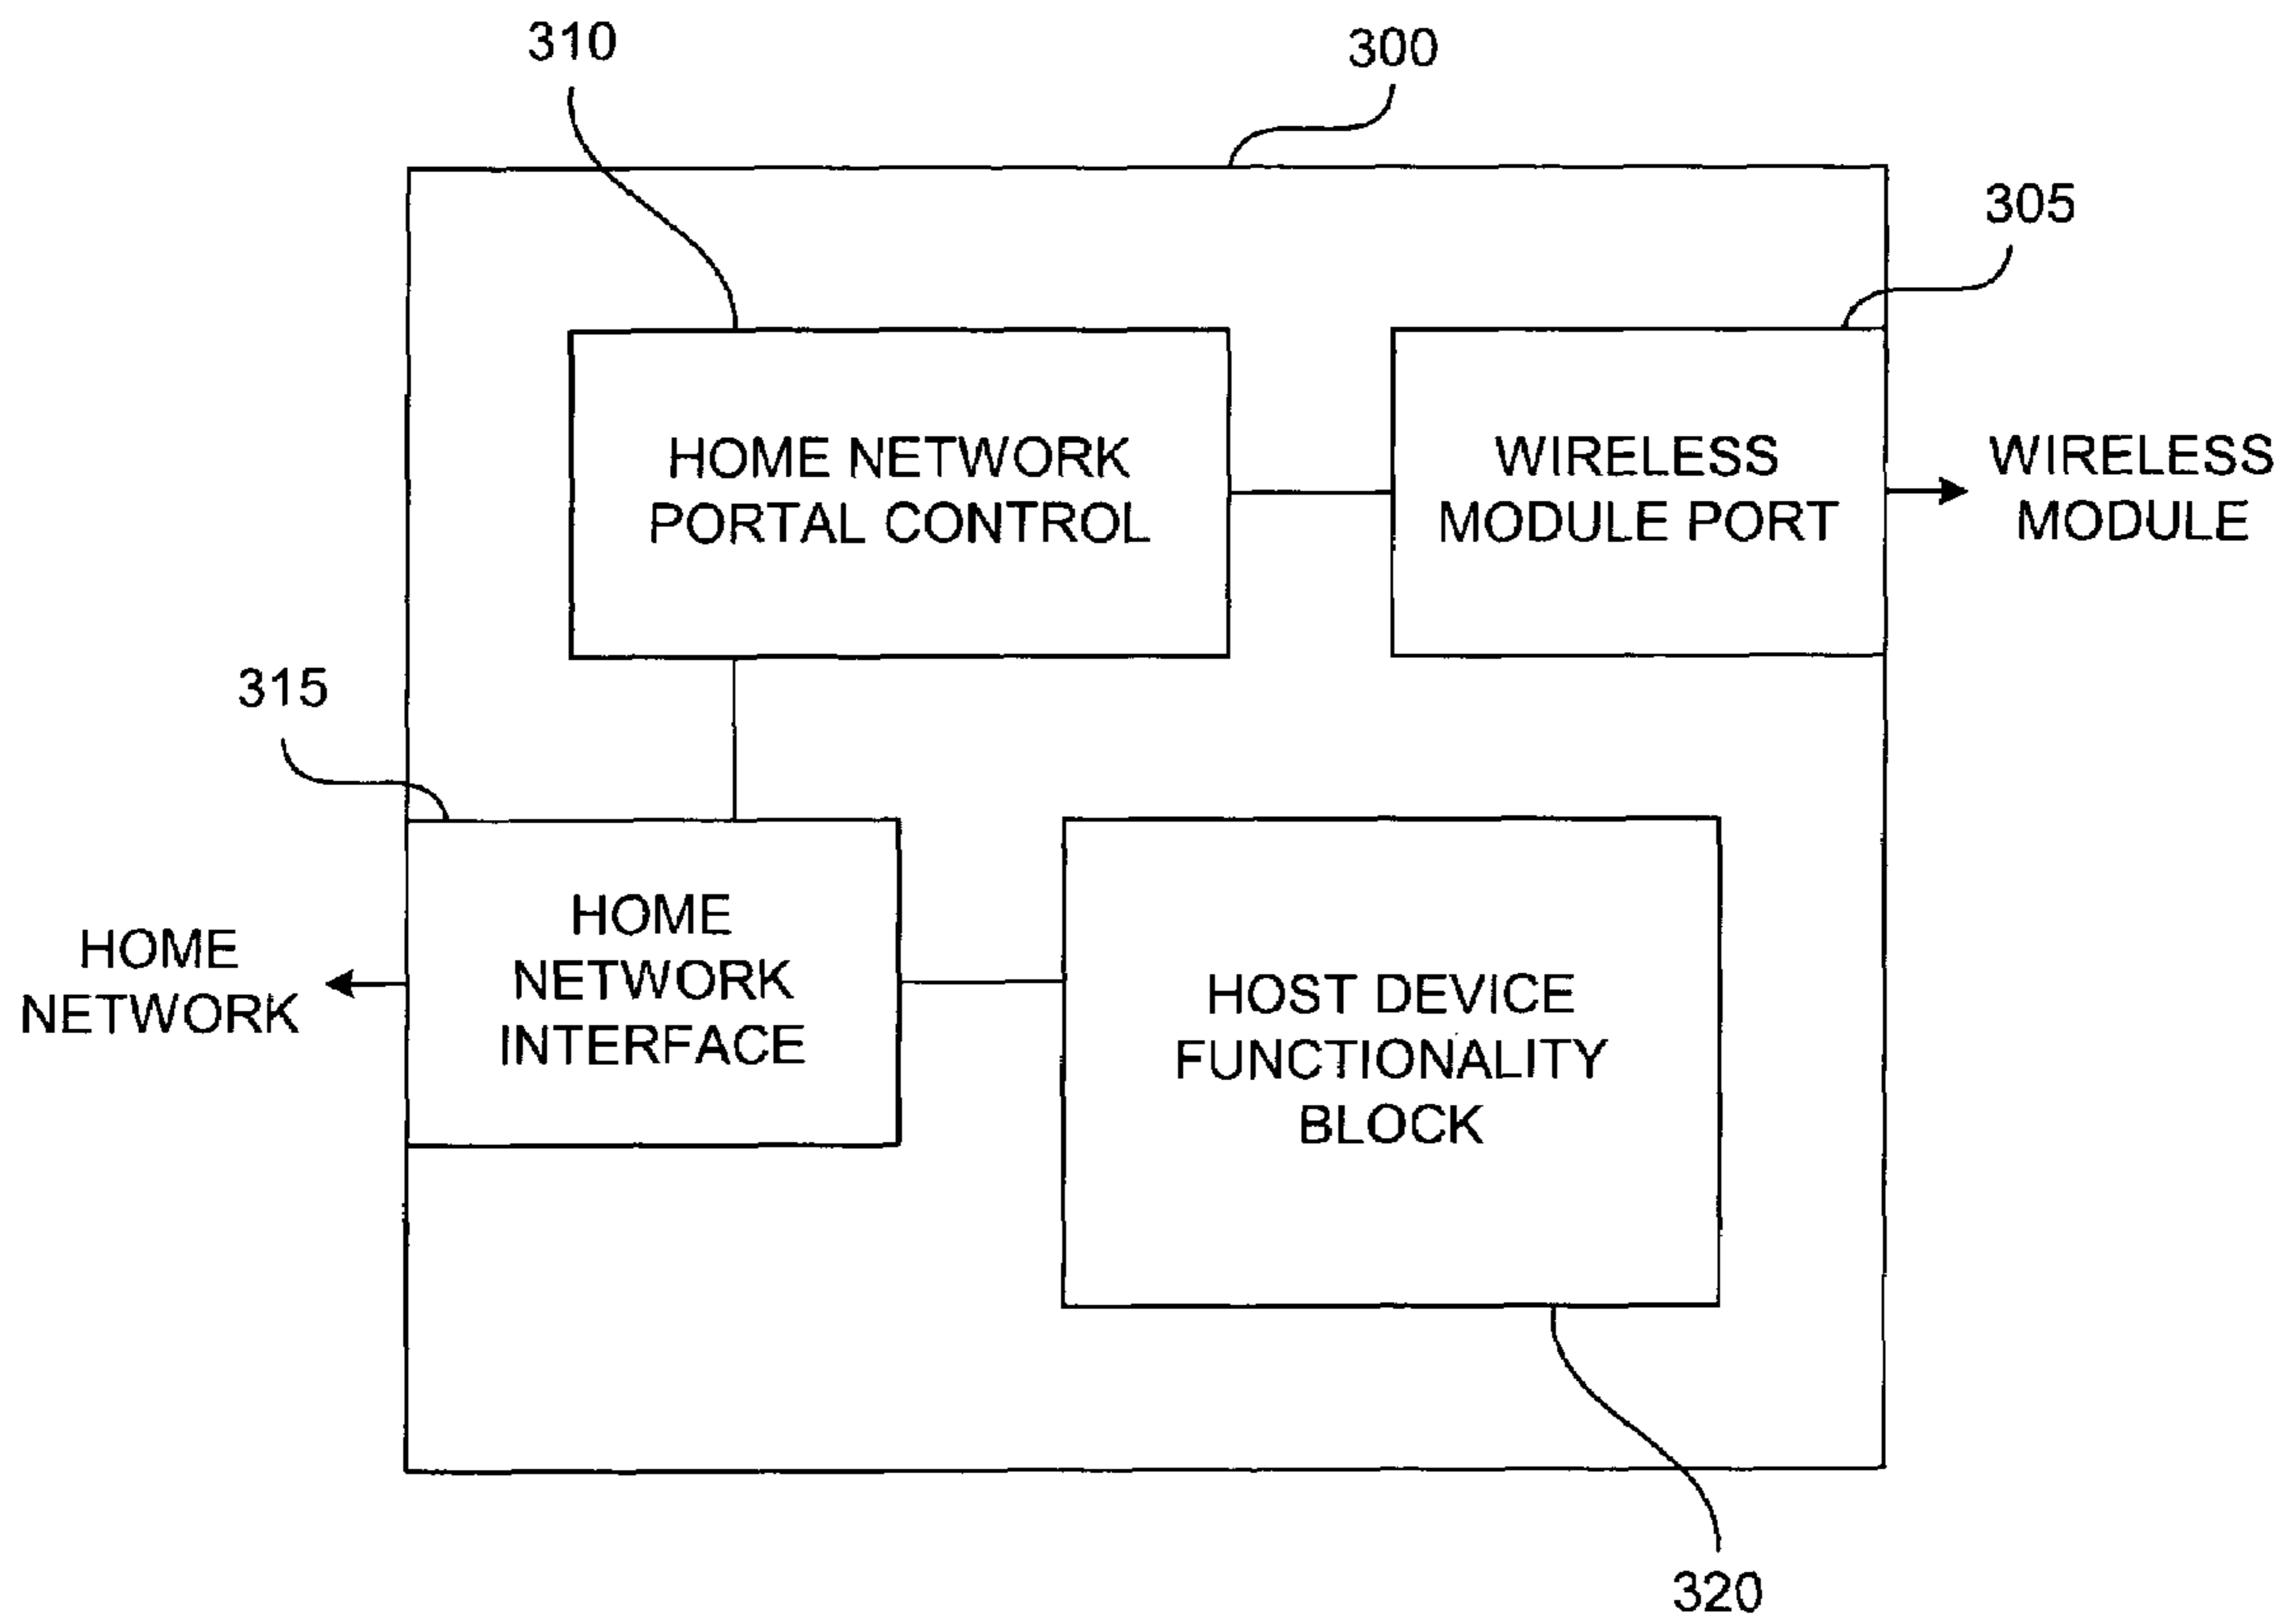 310
300
305
HOME NETWORK
PORTAL CONTROL
WIRELESS
MODULE PORT
WIRELESS
MODULE
315
HOME
NETWORK
HOME
NETWORK
INTERFACE
HOST DEVICE
FUNCTIONALITY
BLOCK
320